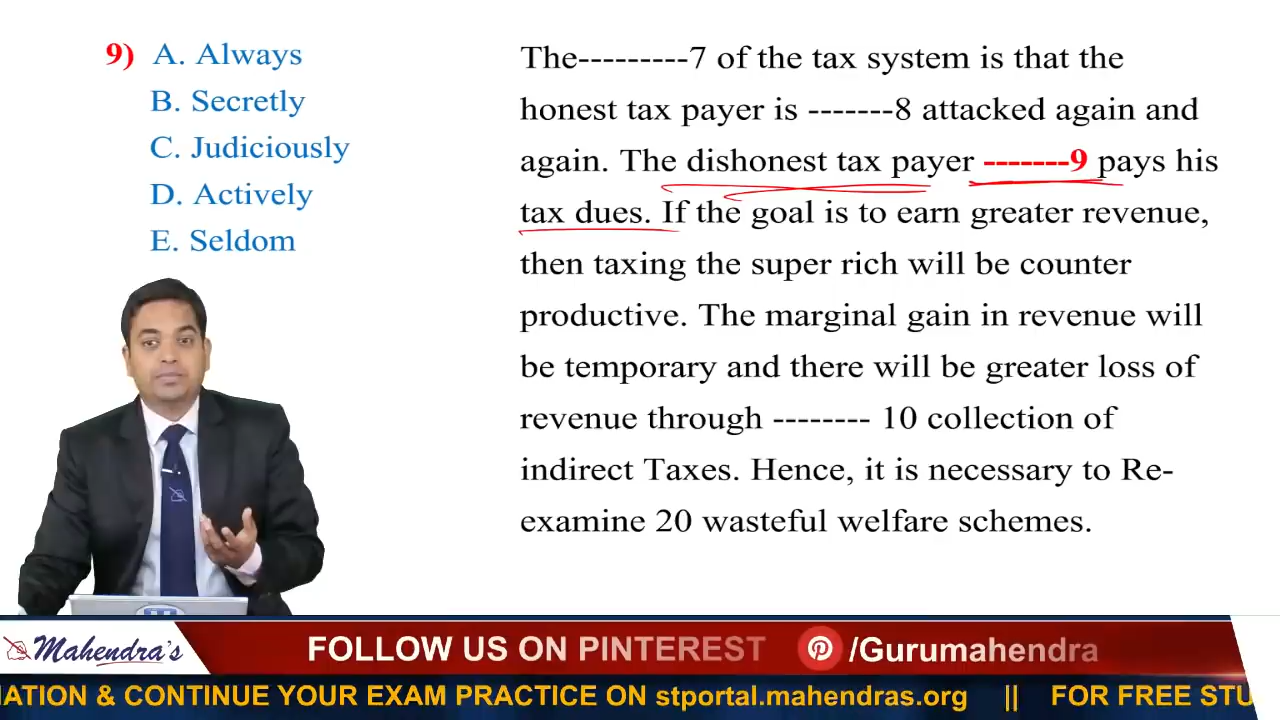 9) A. Always
B. Secretly
C. Judiciously
D. Actively
E. Seldom
The---------7 of the tax system is that the
honest tax payer is -------8 attacked again and
again. The dishonest tax payer -------9 pays his
tax dues. If the goal is to earn greater revenue,
then taxing the super rich will be counter
productive. The marginal gain in revenue will
be temporary and there will be greater loss of
revenue through -------- 10 collection of
indirect Taxes. Hence, it is necessary to Re-
examine 20 wasteful welfare schemes.
Mahendra's
FOLLOW US ON PINTEREST
/Gurumahendra
& CONTINUE YOUR EXAM PRACTICE ON stportal.mahendras.org || FOR FREE